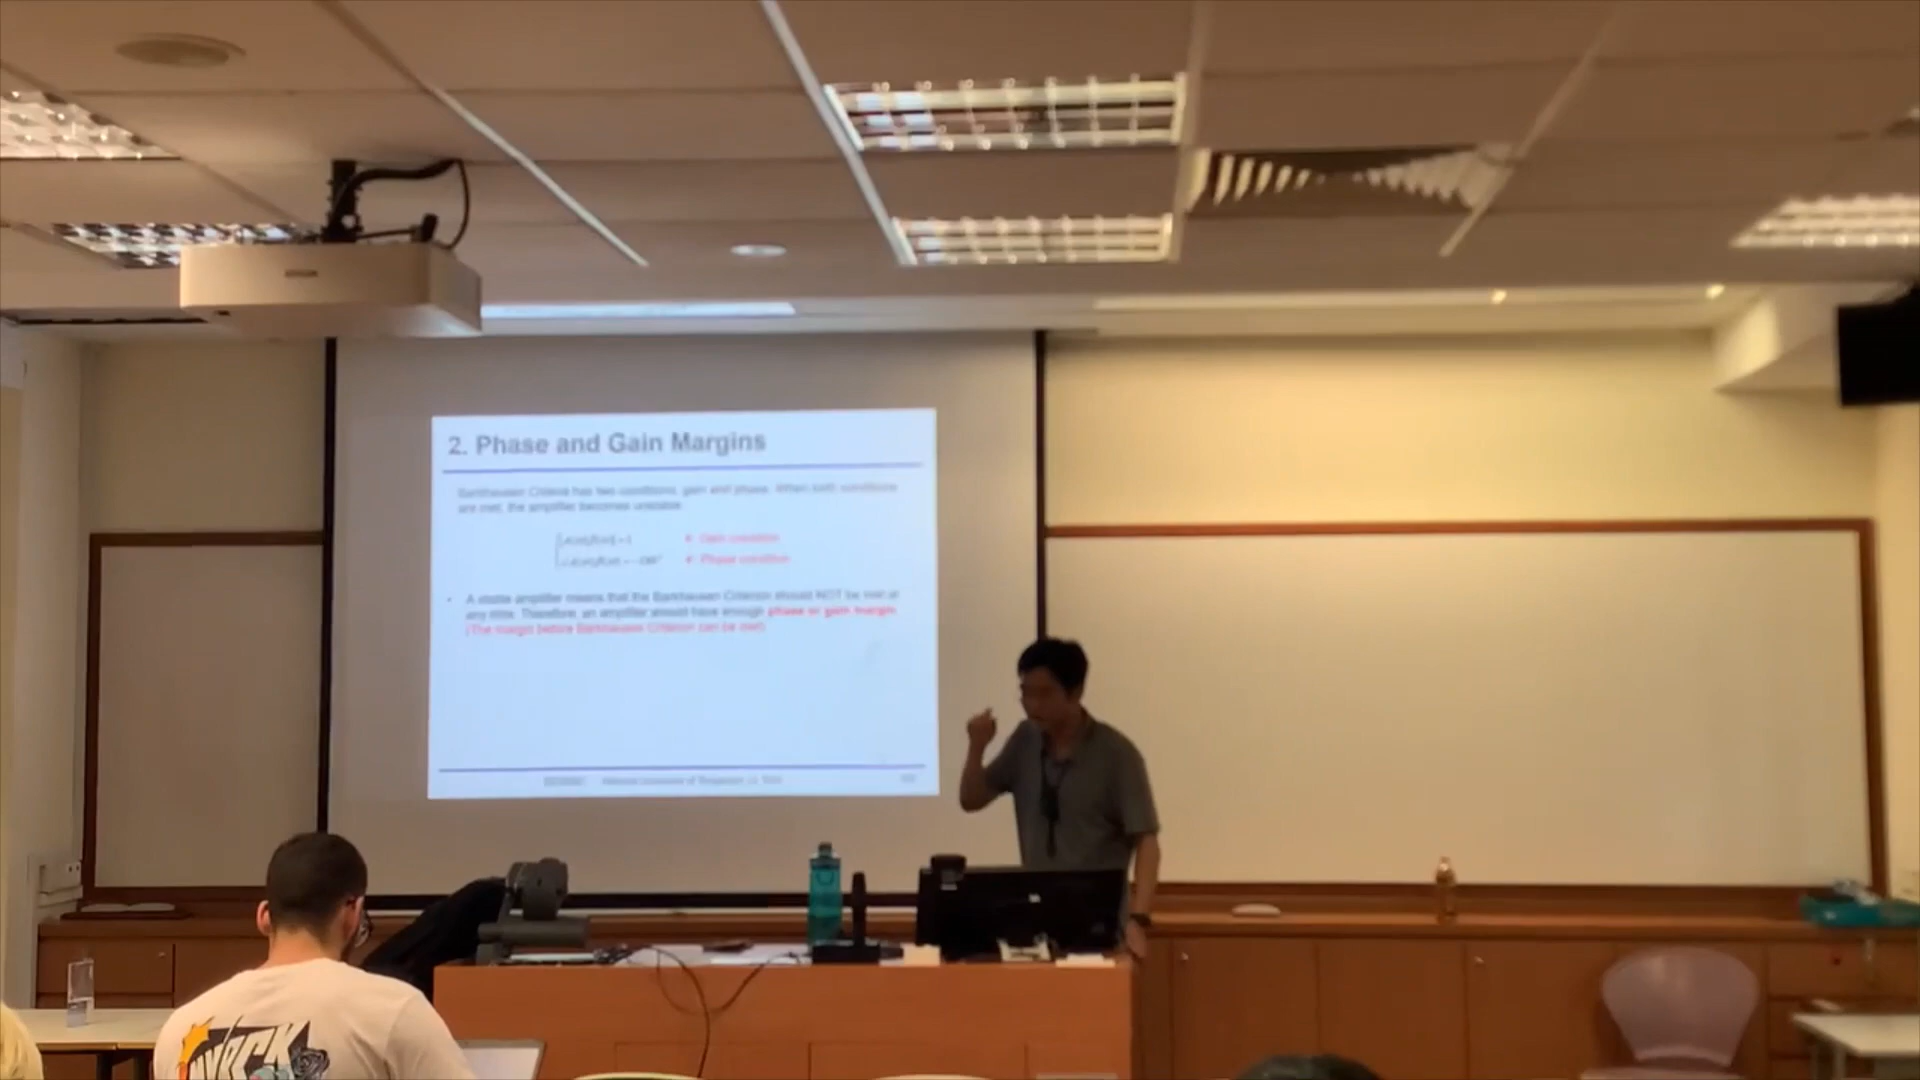 2. Phase and Gain Margins
Barkhausen Criteria has two conditions, gain and phase. When both conditions
are met, the amplifier becomes unstable
Gain condition
Phase condition
• A stable amplifier means that the Barkhausen Criterion should NOT be met at
any time. Therefore, an amplifier should have enough phase or gain margin.
(The margin before Barkhausen Criterion can be met)